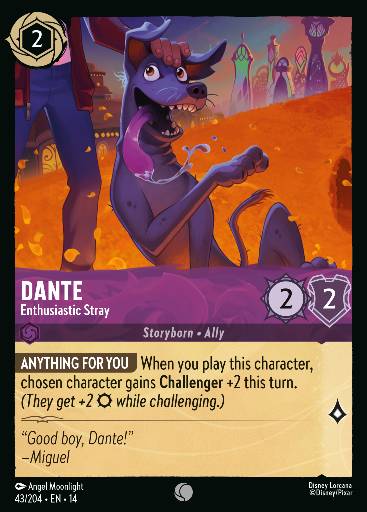 2
DANTE
Enthusiastic Stray
2
2
Storyborn • Ally
ANYTHING FOR YOU When you play this character,
chosen character gains Challenger +2 this turn.
(They get +2 while challenging.)
“Good boy, Dante!”
–Miguel
Angel Moonlight
43/204 • EN • 14
Disney Lorcana
©Disney/Pixar